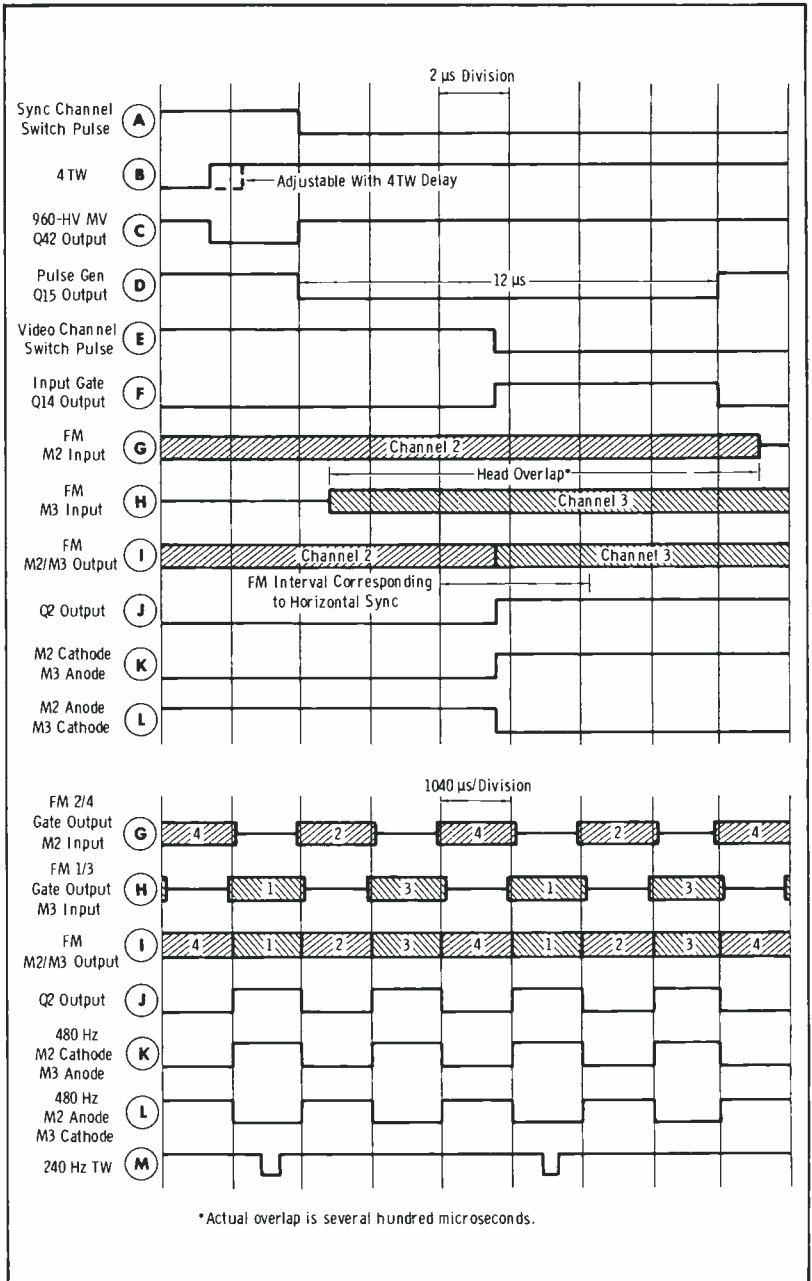 2 μs Division
Sync Channel
Switch Pulse
A
4TW
B
Adjustable With 4TW Delay
960-HV MV
Q42 Output
C
Pulse Gen
Q15 Output
D
12 μs
Video Channel
Switch Pulse
E
Input Gate
Q14 Output
F
FM
M2 Input
G
Channel 2
Head Overlap*
FM
M3 Input
H
Channel 3
FM
M2/M3 Output
I
Channel 2
Channel 3
FM Interval Corresponding
to Horizontal Sync
Q2 Output
J
M2 Cathode
M3 Anode
K
M2 Anode
M3 Cathode
L
1040 μs/Division
FM 2/4
Gate Output
M2 Input
G
4 2 4 2 4
FM 1/3
Gate Output
M3 Input
H
1 3 1 3
FM
M2/M3 Output
I
4 1 2 3 4 1 2 3 4
Q2 Output
J
480 Hz
M2 Cathode
M3 Anode
K
480 Hz
M2 Anode
M3 Cathode
L
240 Hz TW
M
*Actual overlap is several hundred microseconds.